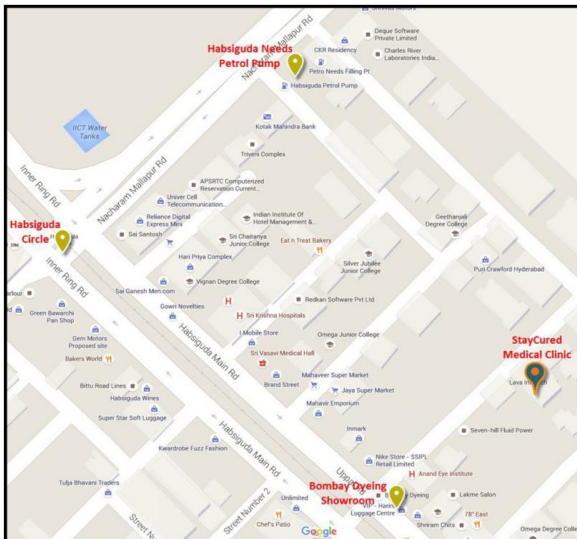 Shrivas Motors
Deque Software
Private Limited
Habsiguda Needs
Petrol Pump
CKR Residency
Charles River
Laboratories India...
Petro Needs Filling Pt
Habsiguda Petrol Pump
Nacharam Mallapur Rd
IICT Water
Tanks
Kotak Mahindra Bank
Trivera Complex
Inner Ring Rd
Nacharam Mallapur Rd
APSRTC Computerized
Reservation Current...
Univer Cell
Telecommunication...
Reliance Digital
Express Mini
Indian Institute Of
Hotel Management &...
Geethanjali
Degree College
Habsiguda
Circle
Sai Santosh
Sri Chaitanya
Junior College
Eat n Treat Bakery
Hari Priya Complex
Silver Jubilee
Junior College
Puri Crawford Hyderabad
Inner Ring Rd
Vignan Degree College
Sai Ganesh Men.com
Redkan Software Pvt Ltd
Gowri Novelties
Green Bawarchi
Pan Shop
Sri Krishna Hospitals
I Mobile Store
Omega Junior College
StayCured
Medical Clinic
Gem Motors
Proposed site
Habsiguda Main Rd
Sri Vasavi Medical Hall
Bakers World
Mahaveer Super Market
Brand Street
Jaya Super Market
Bittu Road Lines
Habsiguda Wines
Mahavir Emporium
Super Star Soft Luggage
Seven-hill Fluid Power
Inmark
Kwardrobe Fuzz Fashion
Habsiguda Main Rd
Nike Store - SSIPL
Retail Limited
Anand Eye Institute
Tulja Bhavani Traders
Bombay Dyeing
Showroom
Lakme Salon
Luggage Centre
Unlimited
Street Number 2
Chef's Patio
Google
Shriram Chits
78° East
Omega Degree College